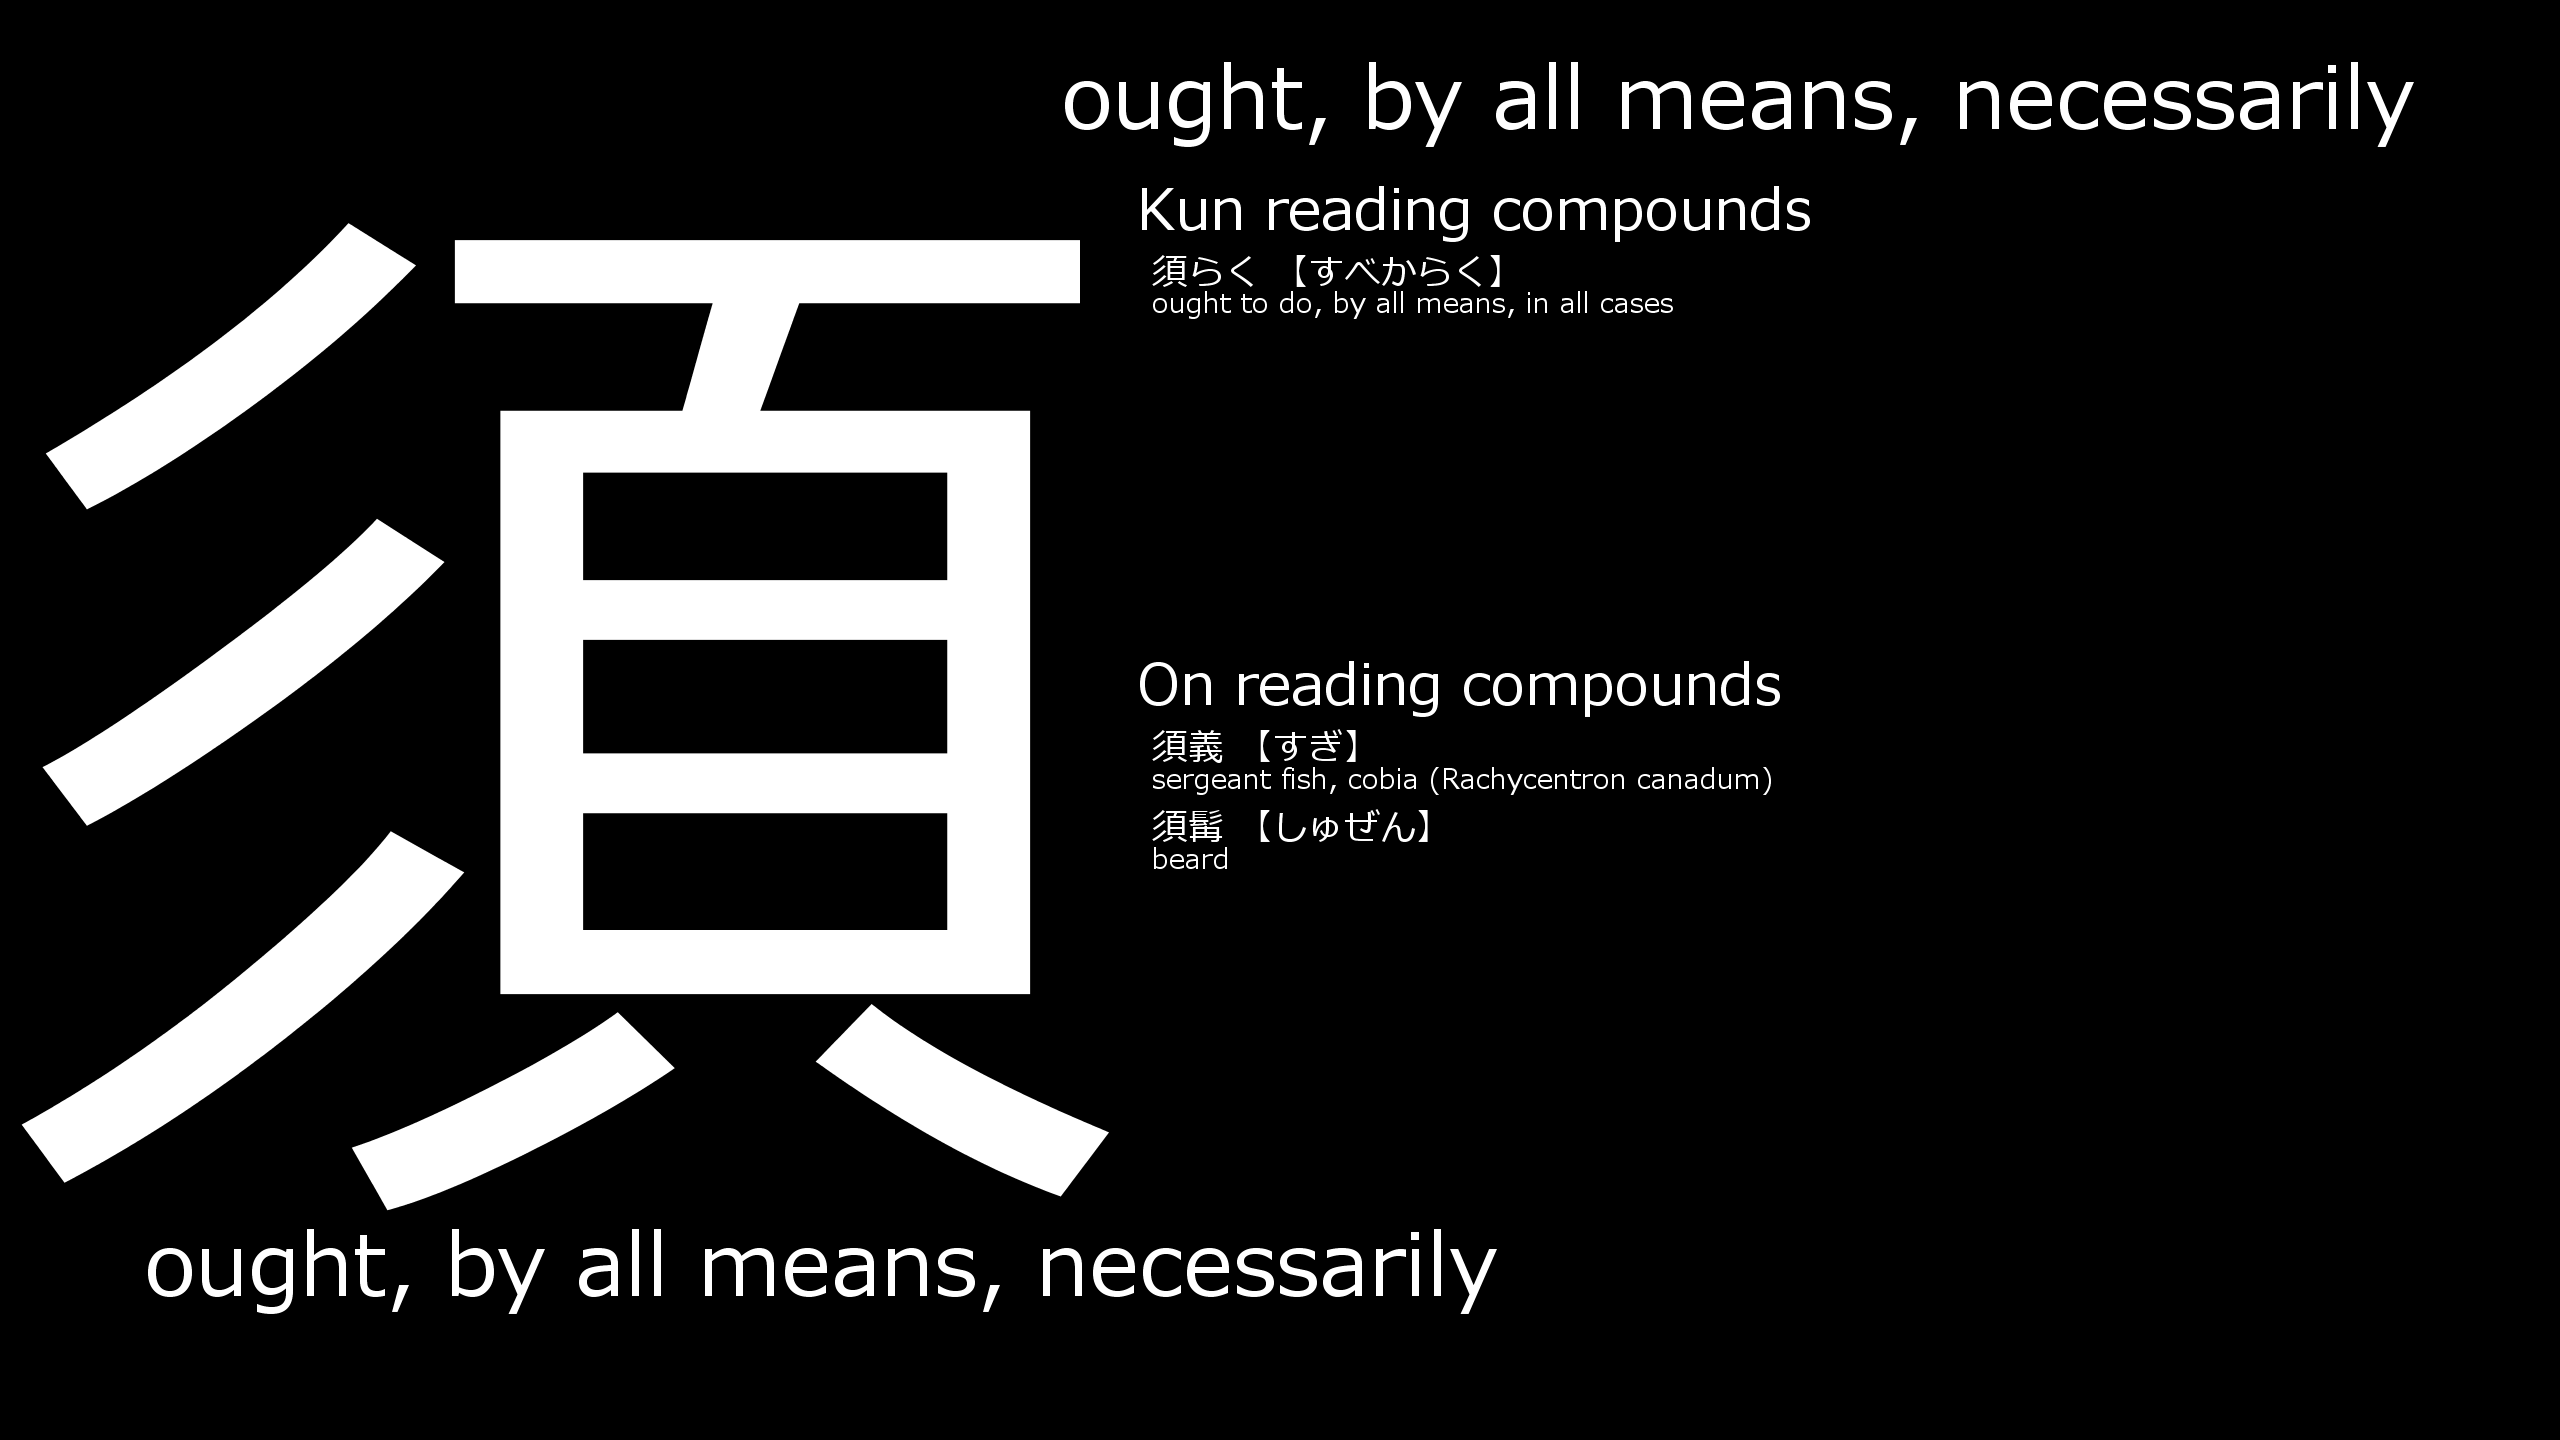 須
ought, by all means, necessarily
Kun reading compounds
須らく 【すべからく】
ought to do, by all means, in all cases
On reading compounds
須義 【すぎ】
sergeant fish, cobia (Rachycentron canadum)
須髯 【しゅぜん】
beard
ought, by all means, necessarily